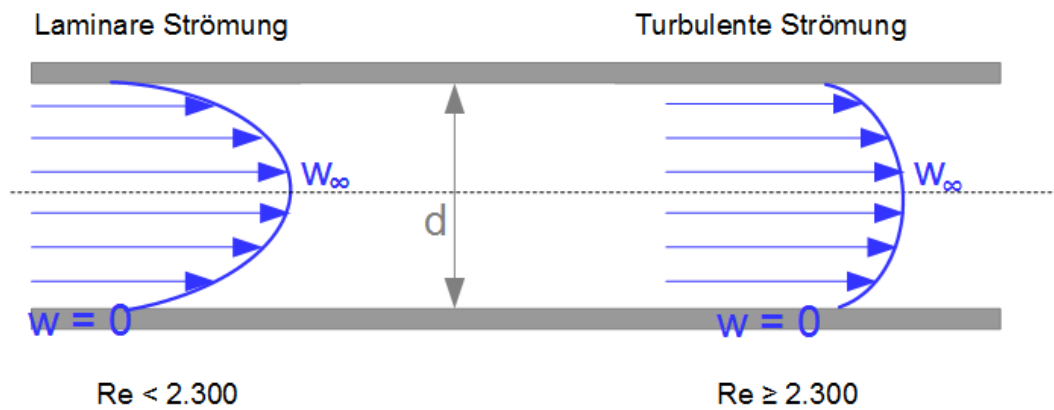 Laminare Strömung
Turbulente Strömung
w∞
w∞
d
w = 0
w = 0
Re < 2.300
Re ≥ 2.300